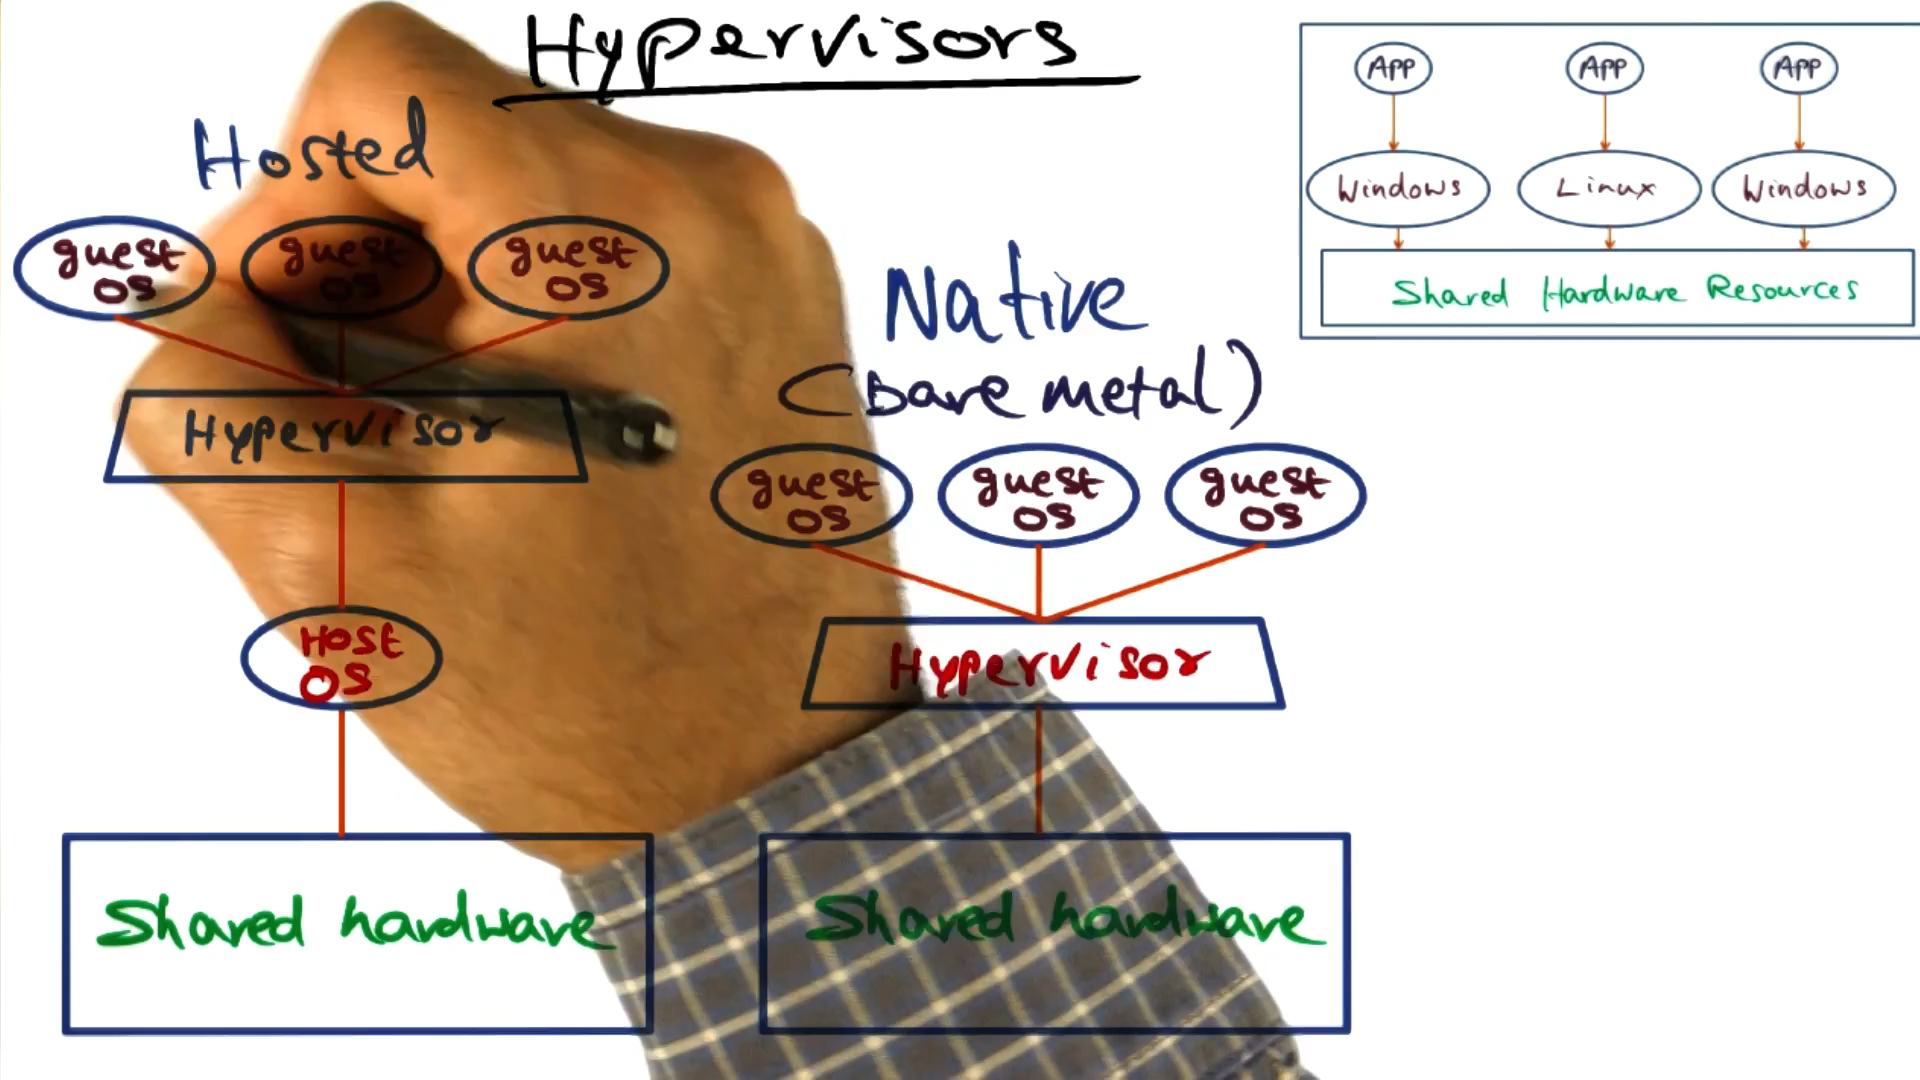 Hypervisors
Hosted
guest
OS
guest
OS
guest
OS
Hypervisor
HOST
OS
Shared hardware
Native
(bare metal)
guest
OS
guest
OS
guest
OS
Hypervisor
Shared hardware
APP
APP
APP
Windows
Linux
Windows
Shared Hardware Resources